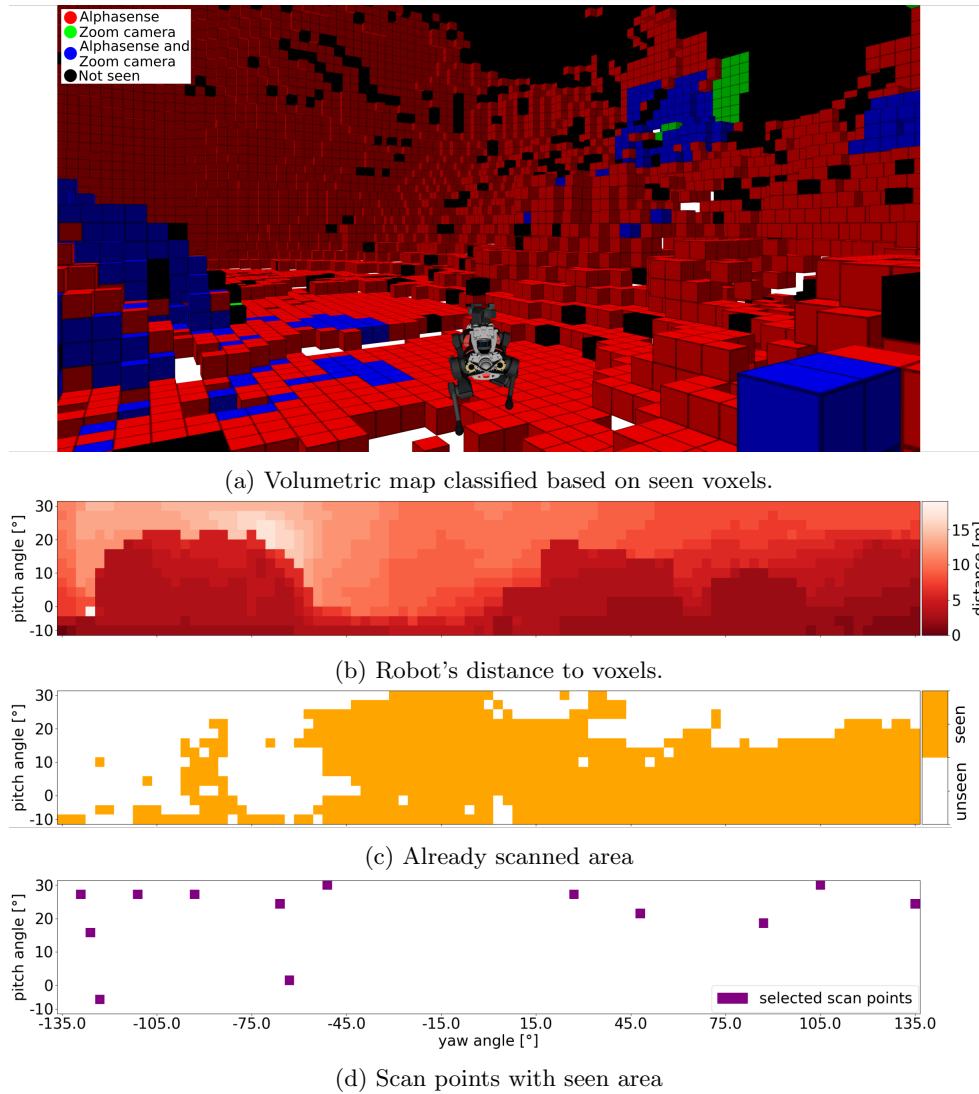 Alphasense
Zoom camera
Alphasense and
Zoom camera
Not seen
(a) Volumetric map classified based on seen voxels.
pitch angle [°]
30
20
10
0
-10
15
10
5
0
distance [m]
(b) Robot's distance to voxels.
pitch angle [°]
30
20
10
0
-10
seen
unseen
(c) Already scanned area
pitch angle [°]
30
20
10
0
-10
selected scan points
-135.0 -105.0 -75.0 -45.0 -15.0 15.0 45.0 75.0 105.0 135.0
yaw angle [°]
(d) Scan points with seen area